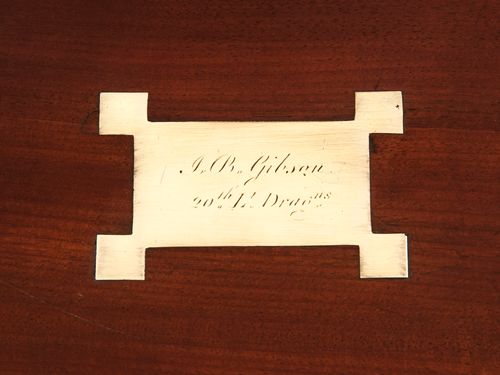 J. B. Gibson
20th Lt. Dragns